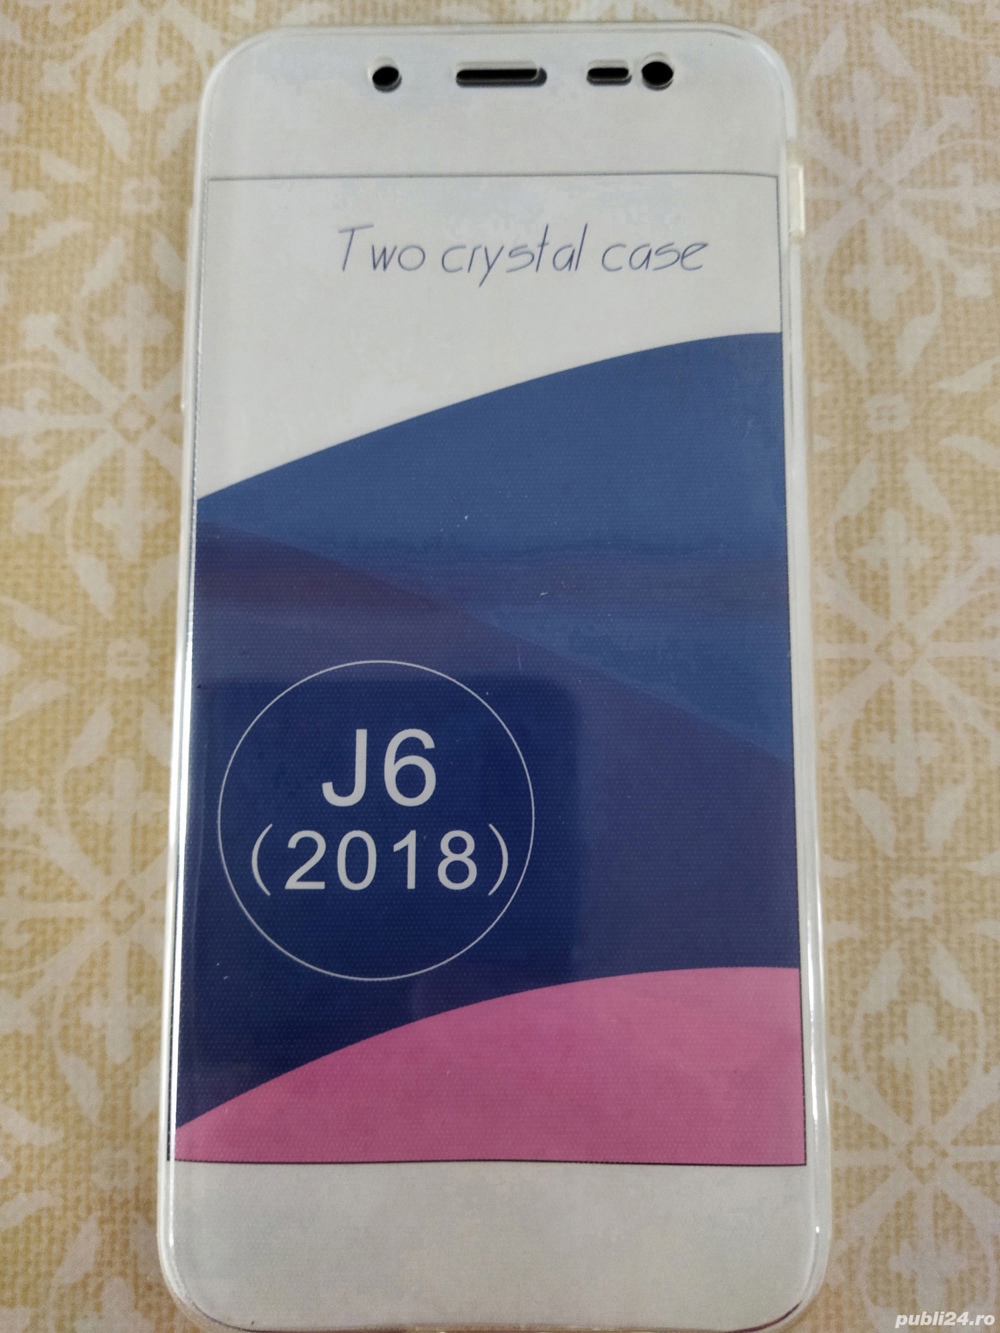 Two crystal case
J6
(2018)
publi24.ro